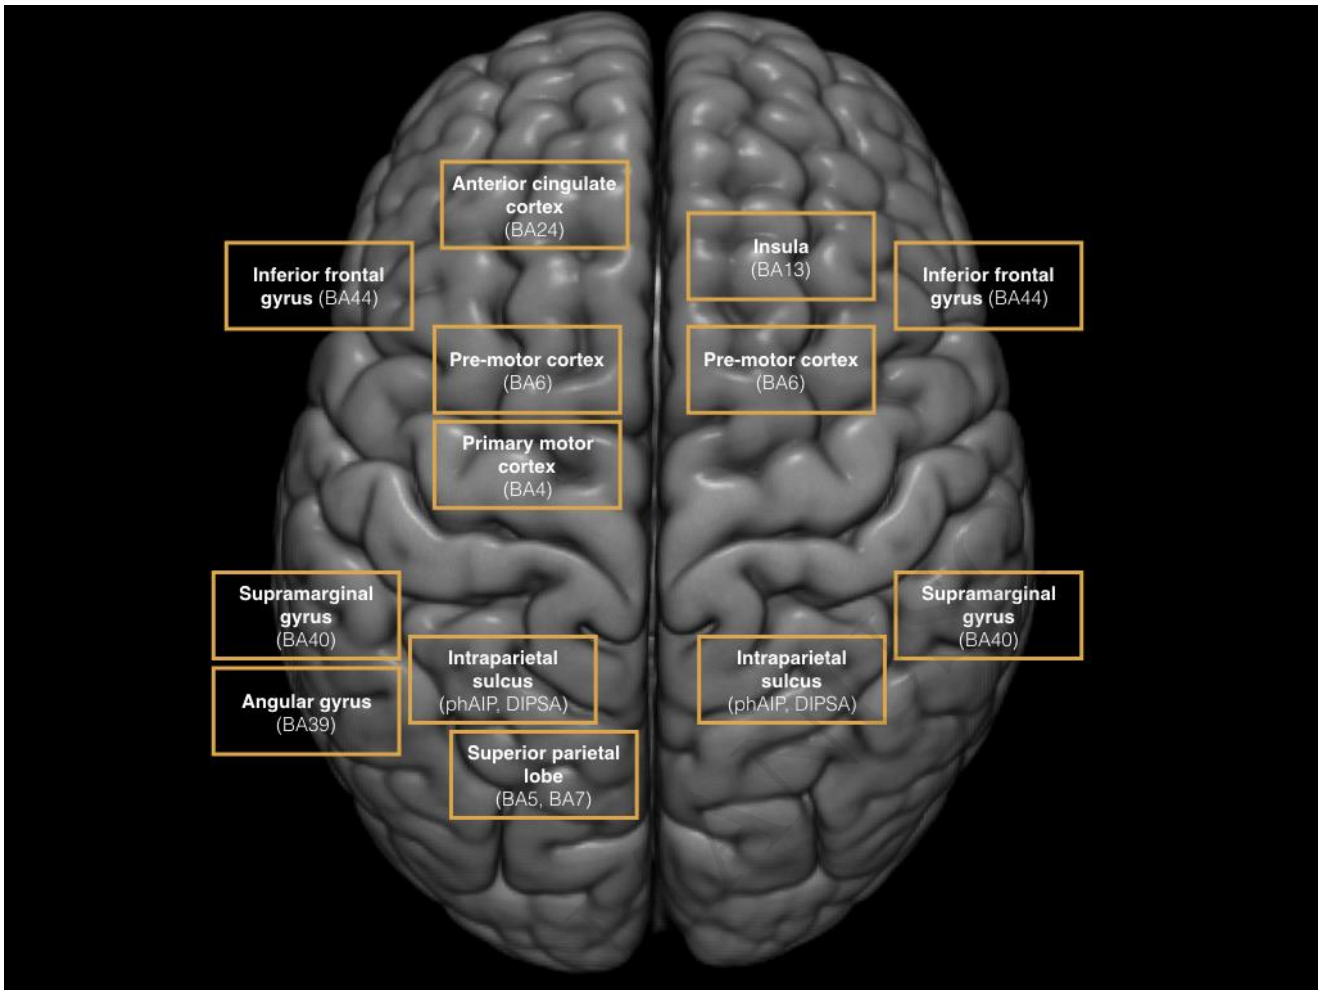 Anterior cingulate
cortex
(BA24)
Insula
(BA13)
Inferior frontal
gyrus (BA44)
Inferior frontal
gyrus (BA44)
Pre-motor cortex
(BA6)
Pre-motor cortex
(BA6)
Primary motor
cortex
(BA4)
Supramarginal
gyrus
(BA40)
Supramarginal
gyrus
(BA40)
Intraparietal
sulcus
(phAIP, DIPSA)
Intraparietal
sulcus
(phAIP, DIPSA)
Angular gyrus
(BA39)
Superior parietal
lobe
(BA5, BA7)